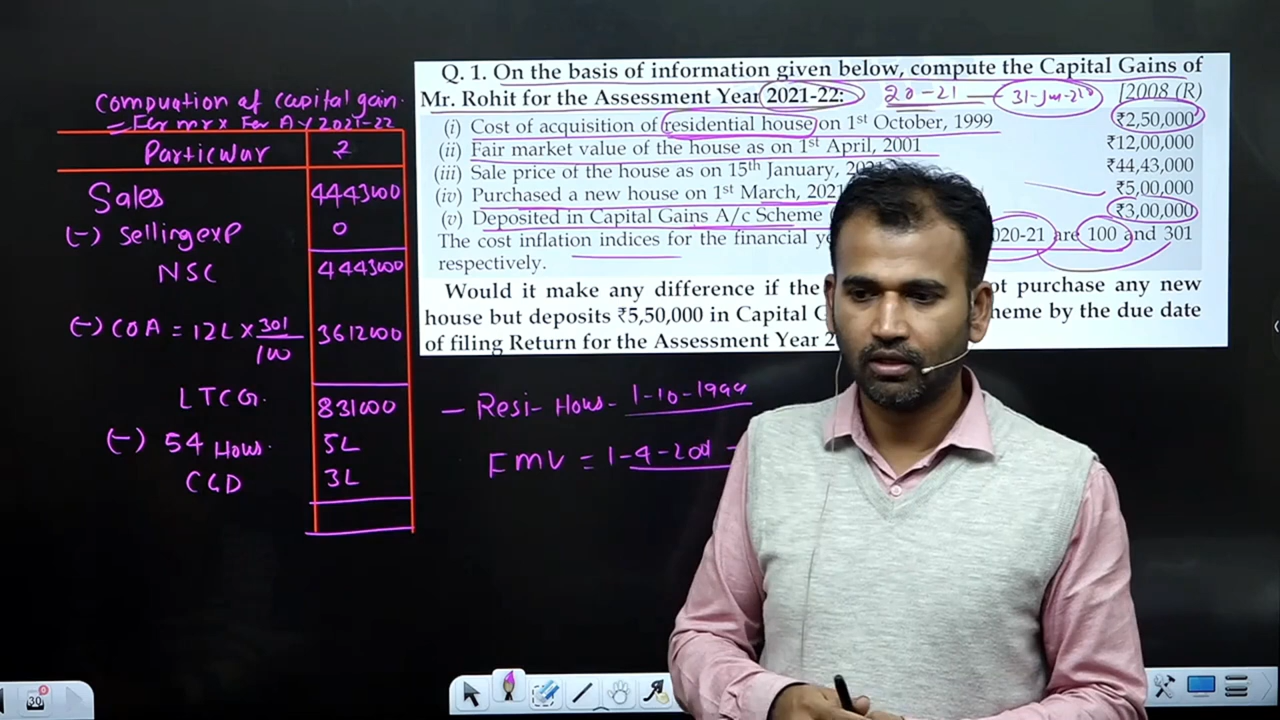 Compuation of capital gain
For mr x For A y 2021-22
Particular ₹
Sales 4443000
(-) Selling exp 0
NSC 4443000
(-) COA = 12L × 301/100 3612000
LTCG. 831000
(-) 54 Hous. 5L
CGD 3L
Q. 1. On the basis of information given below, compute the Capital Gains of
Mr. Rohit for the Assessment Year 2021-22: 20-21 [2008 (R)
(i) Cost of acquisition of residential house on 1st October, 1999 ₹2,50,000
(ii) Fair market value of the house as on 1st April, 2001 ₹12,00,000
(iii) Sale price of the house as on 15th January, ₹44,43,000
(iv) Purchased a new house on 1st March, 2021 ₹5,00,000
(v) Deposited in Capital Gains A/c Scheme ₹3,00,000
The cost inflation indices for the financial 020-21 are 100 and 301
respectively.
Would it make any difference if the ot purchase any new
house but deposits ₹5,50,000 in Capital heme by the due date
of filing Return for the Assessment Year
- Resi- Hous- 1-10-1999
FMV = 1-4-2001 -
30